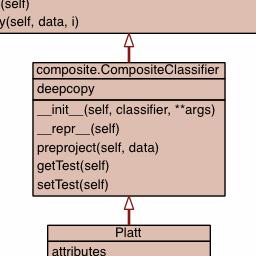 (self)
y(self, data, i)
composite.CompositeClassifier
deepcopy
__init__(self, classifier, **args)
__repr__(self)
preproject(self, data)
getTest(self)
setTest(self)
Platt
attributes